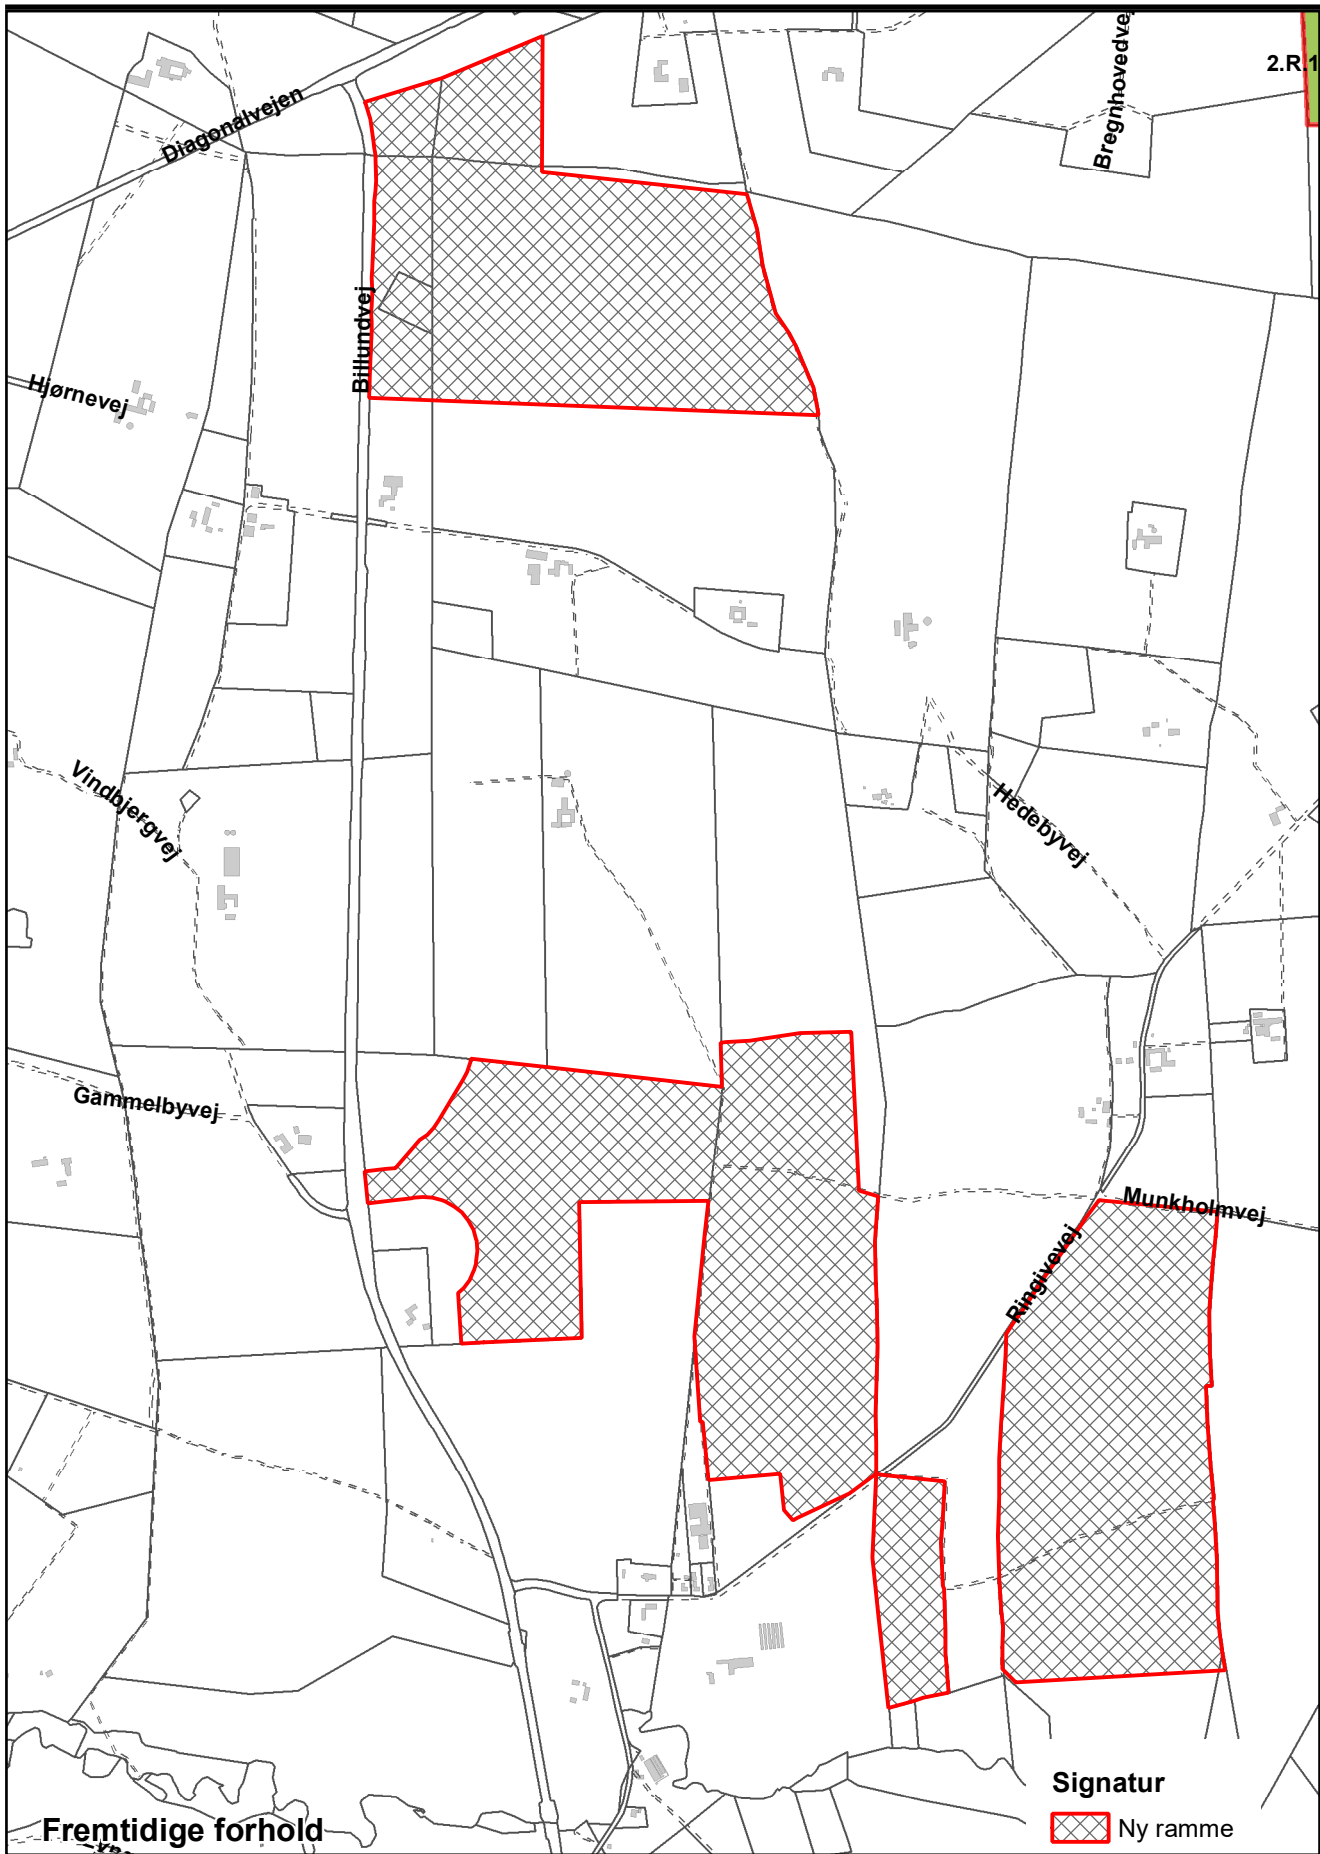 Bregnhovedvej
2.R.1
Diagonalvejen
Billundvej
Hjørnevej
Vindbjergvej
Hedebyvej
Gammelbyvej
Munkholmvej
Ringivevej
Signatur
Ny ramme
Fremtidige forhold